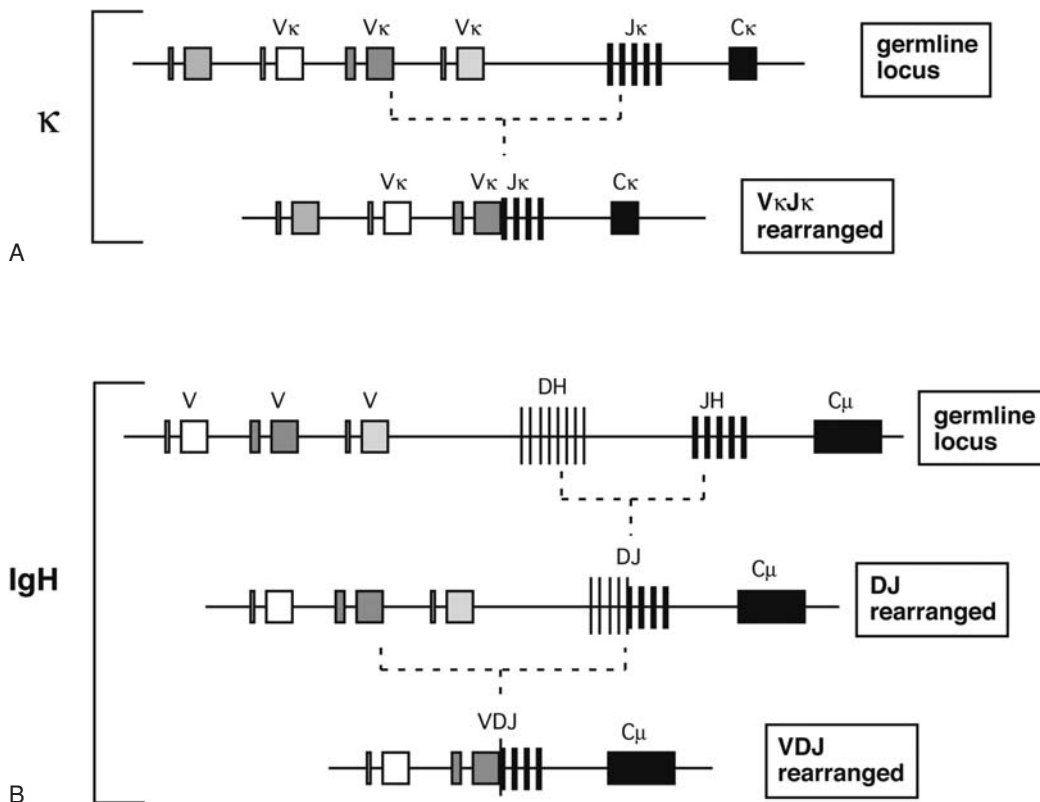 Vκ Vκ Vκ Jκ Cκ
germline
locus
κ
Vκ Vκ Jκ Cκ
VκJκ
rearranged
A
V V V DH JH Cμ
germline
locus
IgH
DJ Cμ
DJ
rearranged
VDJ Cμ
VDJ
rearranged
B